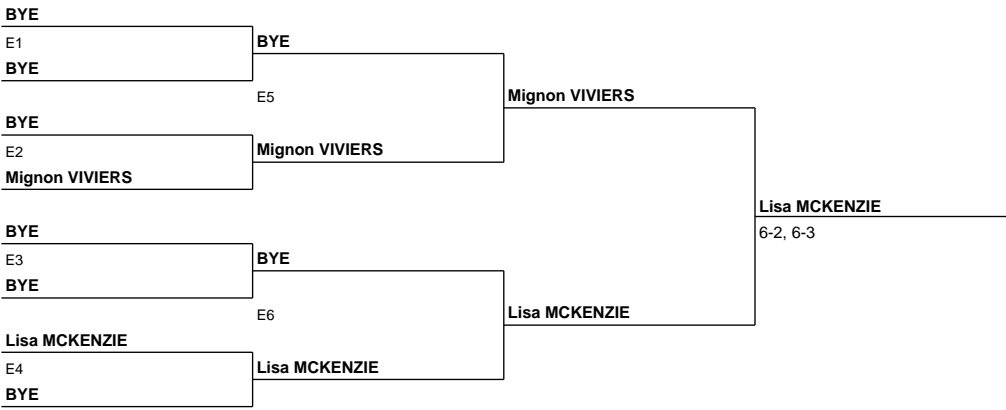 BYE
E1
BYE
BYE
E5
BYE
E2
Mignon VIVIERS
Mignon VIVIERS
Mignon VIVIERS
Lisa MCKENZIE
6-2, 6-3
BYE
E3
BYE
BYE
E6
Lisa MCKENZIE
Lisa MCKENZIE
E4
BYE
Lisa MCKENZIE